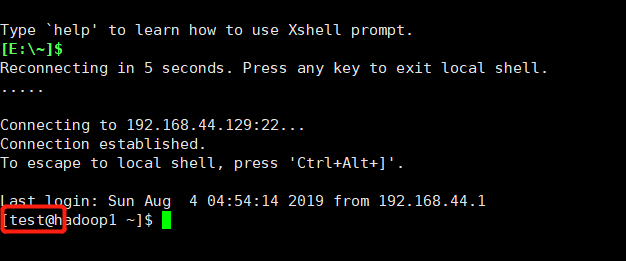 Type `help' to learn how to use Xshell prompt.
[E:\~]$
Reconnecting in 5 seconds. Press any key to exit local shell.
.....
Connecting to 192.168.44.129:22...
Connection established.
To escape to local shell, press 'Ctrl+Alt+]'.
Last login: Sun Aug  4 04:54:14 2019 from 192.168.44.1
[test@hadoop1 ~]$